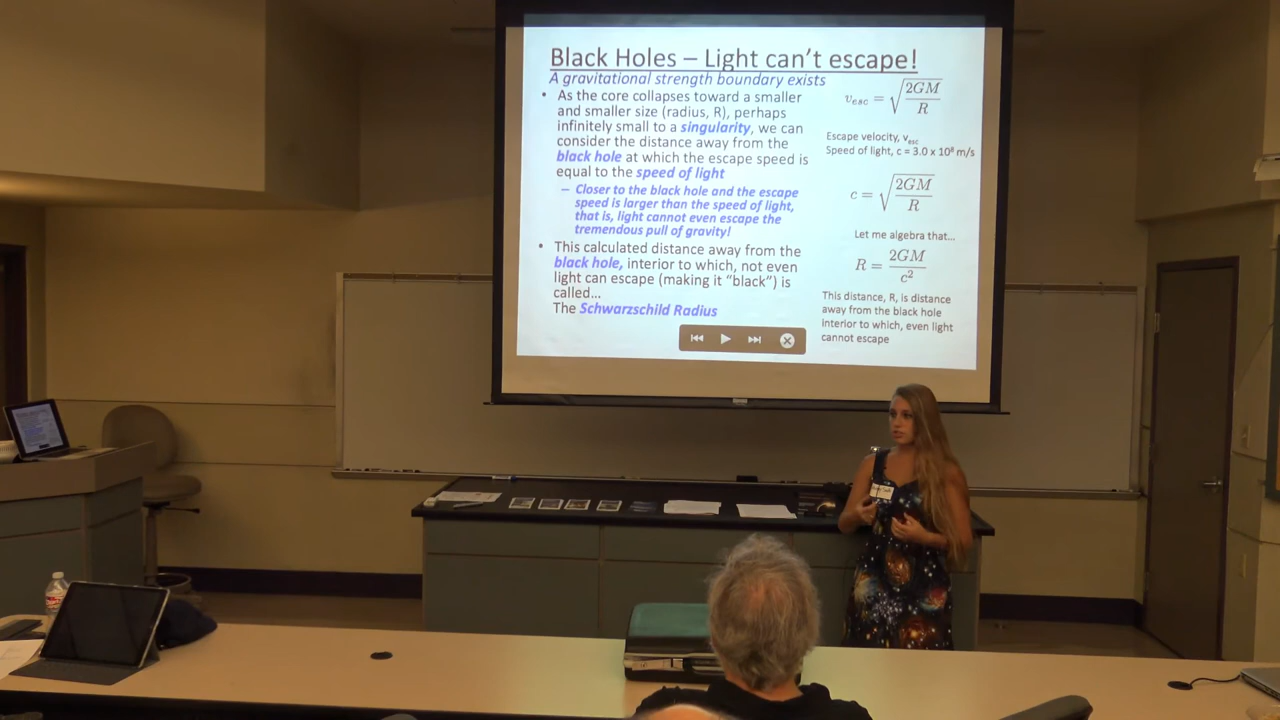 Black Holes – Light can't escape!
A gravitational strength boundary exists
• As the core collapses toward a smaller
and smaller size (radius, R), perhaps
infinitely small to a singularity, we can
consider the distance away from the
black hole at which the escape speed is
equal to the speed of light
– Closer to the black hole and the escape
speed is larger than the speed of light,
that is, light cannot even escape the
tremendous pull of gravity!
• This calculated distance away from the
black hole, interior to which, not even
light can escape (making it "black") is
called...
The Schwarzschild Radius
v_esc = √(2GM/R)
Escape velocity, v_esc
Speed of light, c = 3.0 x 10⁸ m/s
c = √(2GM/R)
Let me algebra that...
R = 2GM/c²
This distance, R, is distance
away from the black hole
interior to which, even light
cannot escape